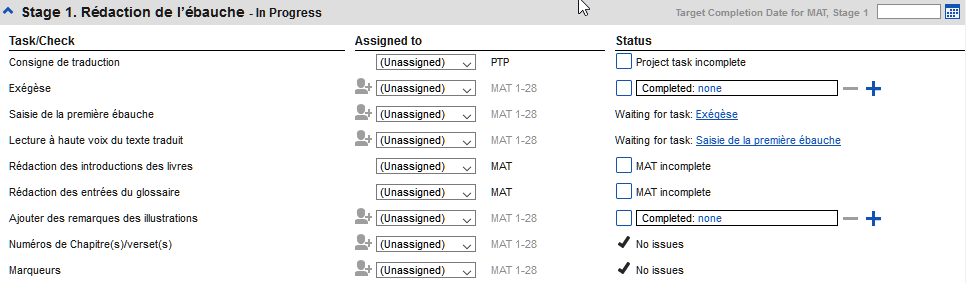 Stage 1. Rédaction de l'ébauche - In Progress Target Completion Date for MAT, Stage 1
Task/Check Assigned to Status
Consigne de traduction (Unassigned) PTP Project task incomplete
Exégèse (Unassigned) MAT 1-28 Completed: none
Saisie de la première ébauche (Unassigned) MAT 1-28 Waiting for task: Exégèse
Lecture à haute voix du texte traduit (Unassigned) MAT 1-28 Waiting for task: Saisie de la première ébauche
Rédaction des introductions des livres (Unassigned) MAT MAT incomplete
Rédaction des entrées du glossaire (Unassigned) MAT MAT incomplete
Ajouter des remarques des illustrations (Unassigned) MAT 1-28 Completed: none
Numéros de Chapitre(s)/verset(s) (Unassigned) MAT 1-28 No issues
Marqueurs (Unassigned) MAT 1-28 No issues